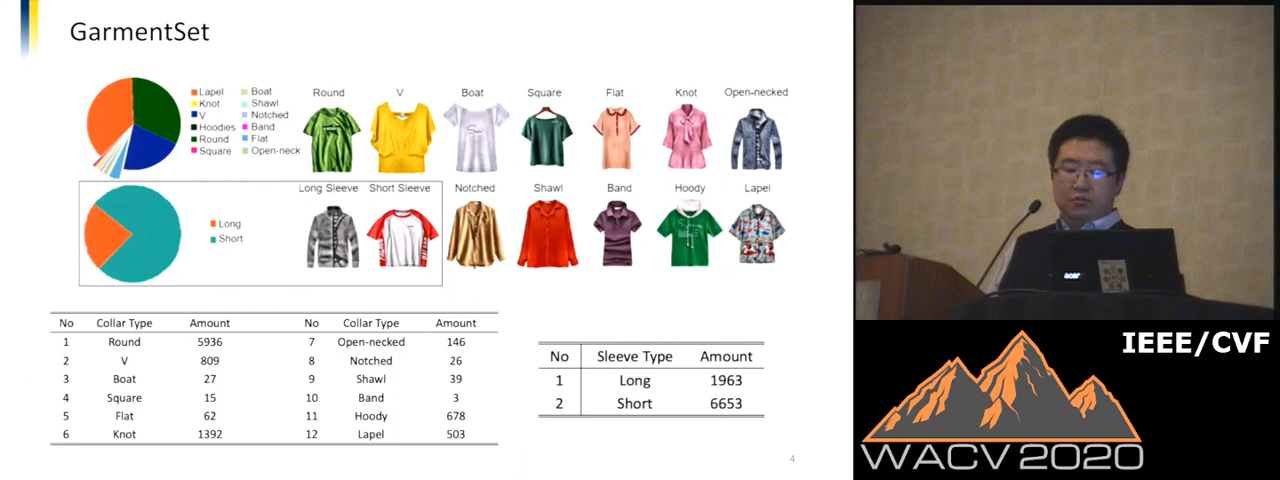 GarmentSet
Lapel
Knot
V
Hoodies
Round
Square
Boat
Shawl
Notched
Band
Flat
Open-neck
Round V Boat Square Flat Knot Open-necked
Long Sleeve Short Sleeve Notched Shawl Band Hoody Lapel
Long
Short
No Collar Type Amount No Collar Type Amount
1 Round 5936 7 Open-necked 146
2 V 809 8 Notched 26
3 Boat 27 9 Shawl 39
4 Square 15 10 Band 3
5 Flat 62 11 Hoody 678
6 Knot 1392 12 Lapel 503
No Sleeve Type Amount
1 Long 1963
2 Short 6653
4
acer
IEEE/CVF
WACV 2020